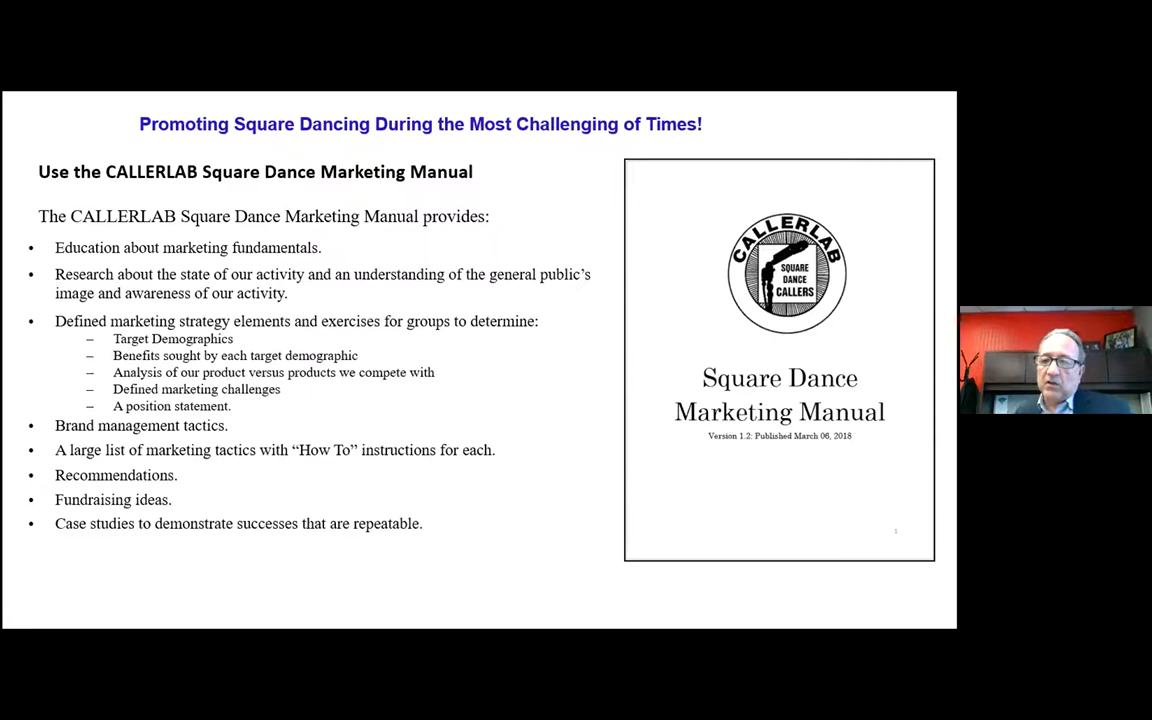 Promoting Square Dancing During the Most Challenging of Times!
Use the CALLERLAB Square Dance Marketing Manual
The CALLERLAB Square Dance Marketing Manual provides:
• Education about marketing fundamentals.
• Research about the state of our activity and an understanding of the general public’s
image and awareness of our activity.
• Defined marketing strategy elements and exercises for groups to determine:
– Target Demographics
– Benefits sought by each target demographic
– Analysis of our product versus products we compete with
– Defined marketing challenges
– A position statement.
• Brand management tactics.
• A large list of marketing tactics with “How To” instructions for each.
• Recommendations.
• Fundraising ideas.
• Case studies to demonstrate successes that are repeatable.
CALLERLAB
SQUARE
DANCE
CALLERS
Square Dance
Marketing Manual
Version 1.2: Published March 06, 2018
1